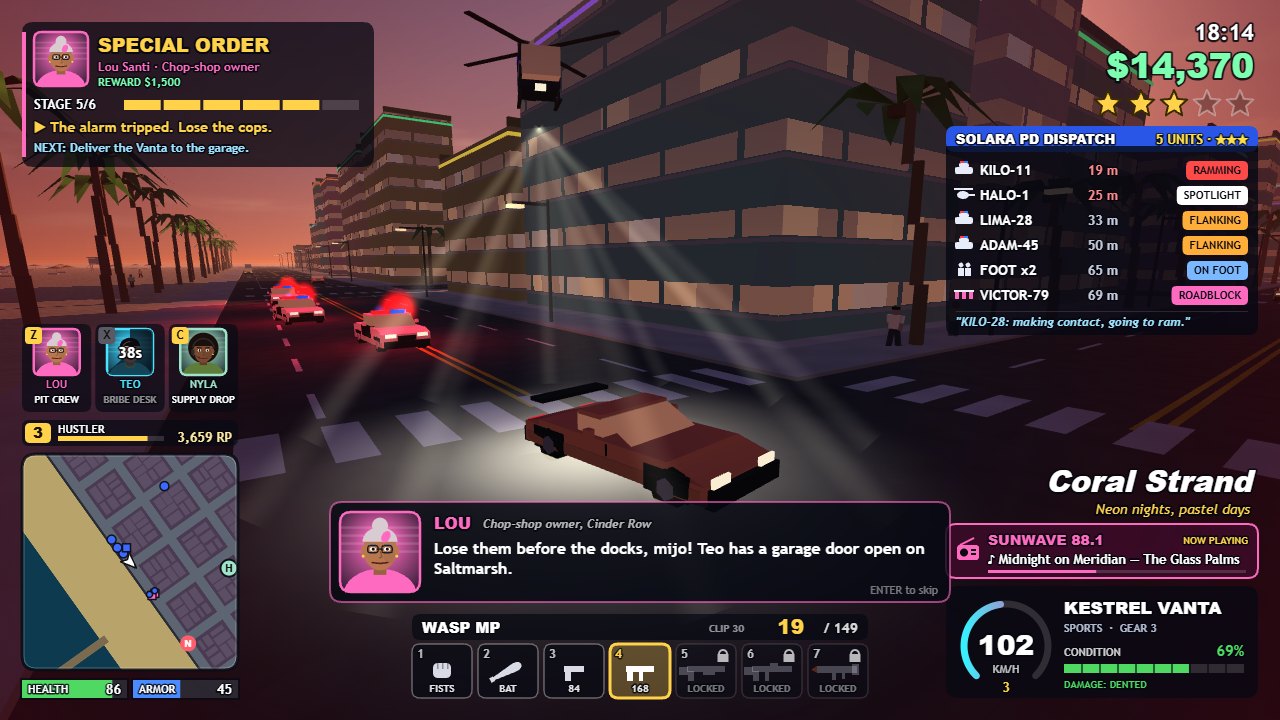 SPECIAL ORDER
Lou Santi · Chop-shop owner
REWARD $1,500
STAGE 5/6
▶ The alarm tripped. Lose the cops.
NEXT: Deliver the Vanta to the garage.
18:14
$14,370
SOLARA PD DISPATCH 5 UNITS · ★★★
KILO-11 19 m RAMMING
HALO-1 25 m SPOTLIGHT
LIMA-28 33 m FLANKING
ADAM-45 50 m FLANKING
FOOT x2 65 m ON FOOT
VICTOR-79 69 m ROADBLOCK
"KILO-28: making contact, going to ram."
Z X 38s C
LOU TEO NYLA
PIT CREW BRIBE DESK SUPPLY DROP
3 HUSTLER 3,659 RP
H
N
HEALTH 86 ARMOR 45
LOU Chop-shop owner, Cinder Row
Lose them before the docks, mijo! Teo has a garage door open on
Saltmarsh.
ENTER to skip
WASP MP CLIP 30 19 / 149
1 2 3 4 5 6 7
FISTS BAT 84 168 LOCKED LOCKED LOCKED
Coral Strand
Neon nights, pastel days
SUNWAVE 88.1 NOW PLAYING
♪ Midnight on Meridian — The Glass Palms
102
KM/H
3
KESTREL VANTA
SPORTS · GEAR 3
CONDITION 69%
DAMAGE: DENTED